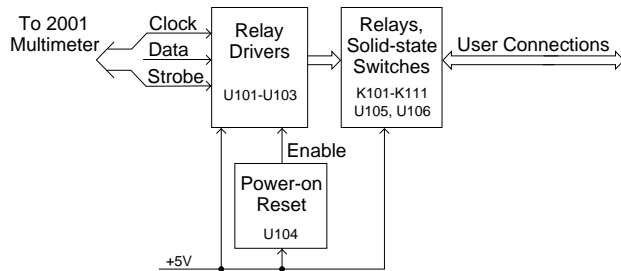 To 2001
Multimeter
Clock
Data
Strobe
Relay
Drivers
U101-U103
Relays,
Solid-state
Switches
K101-K111
U105, U106
User Connections
Enable
Power-on
Reset
U104
+5V